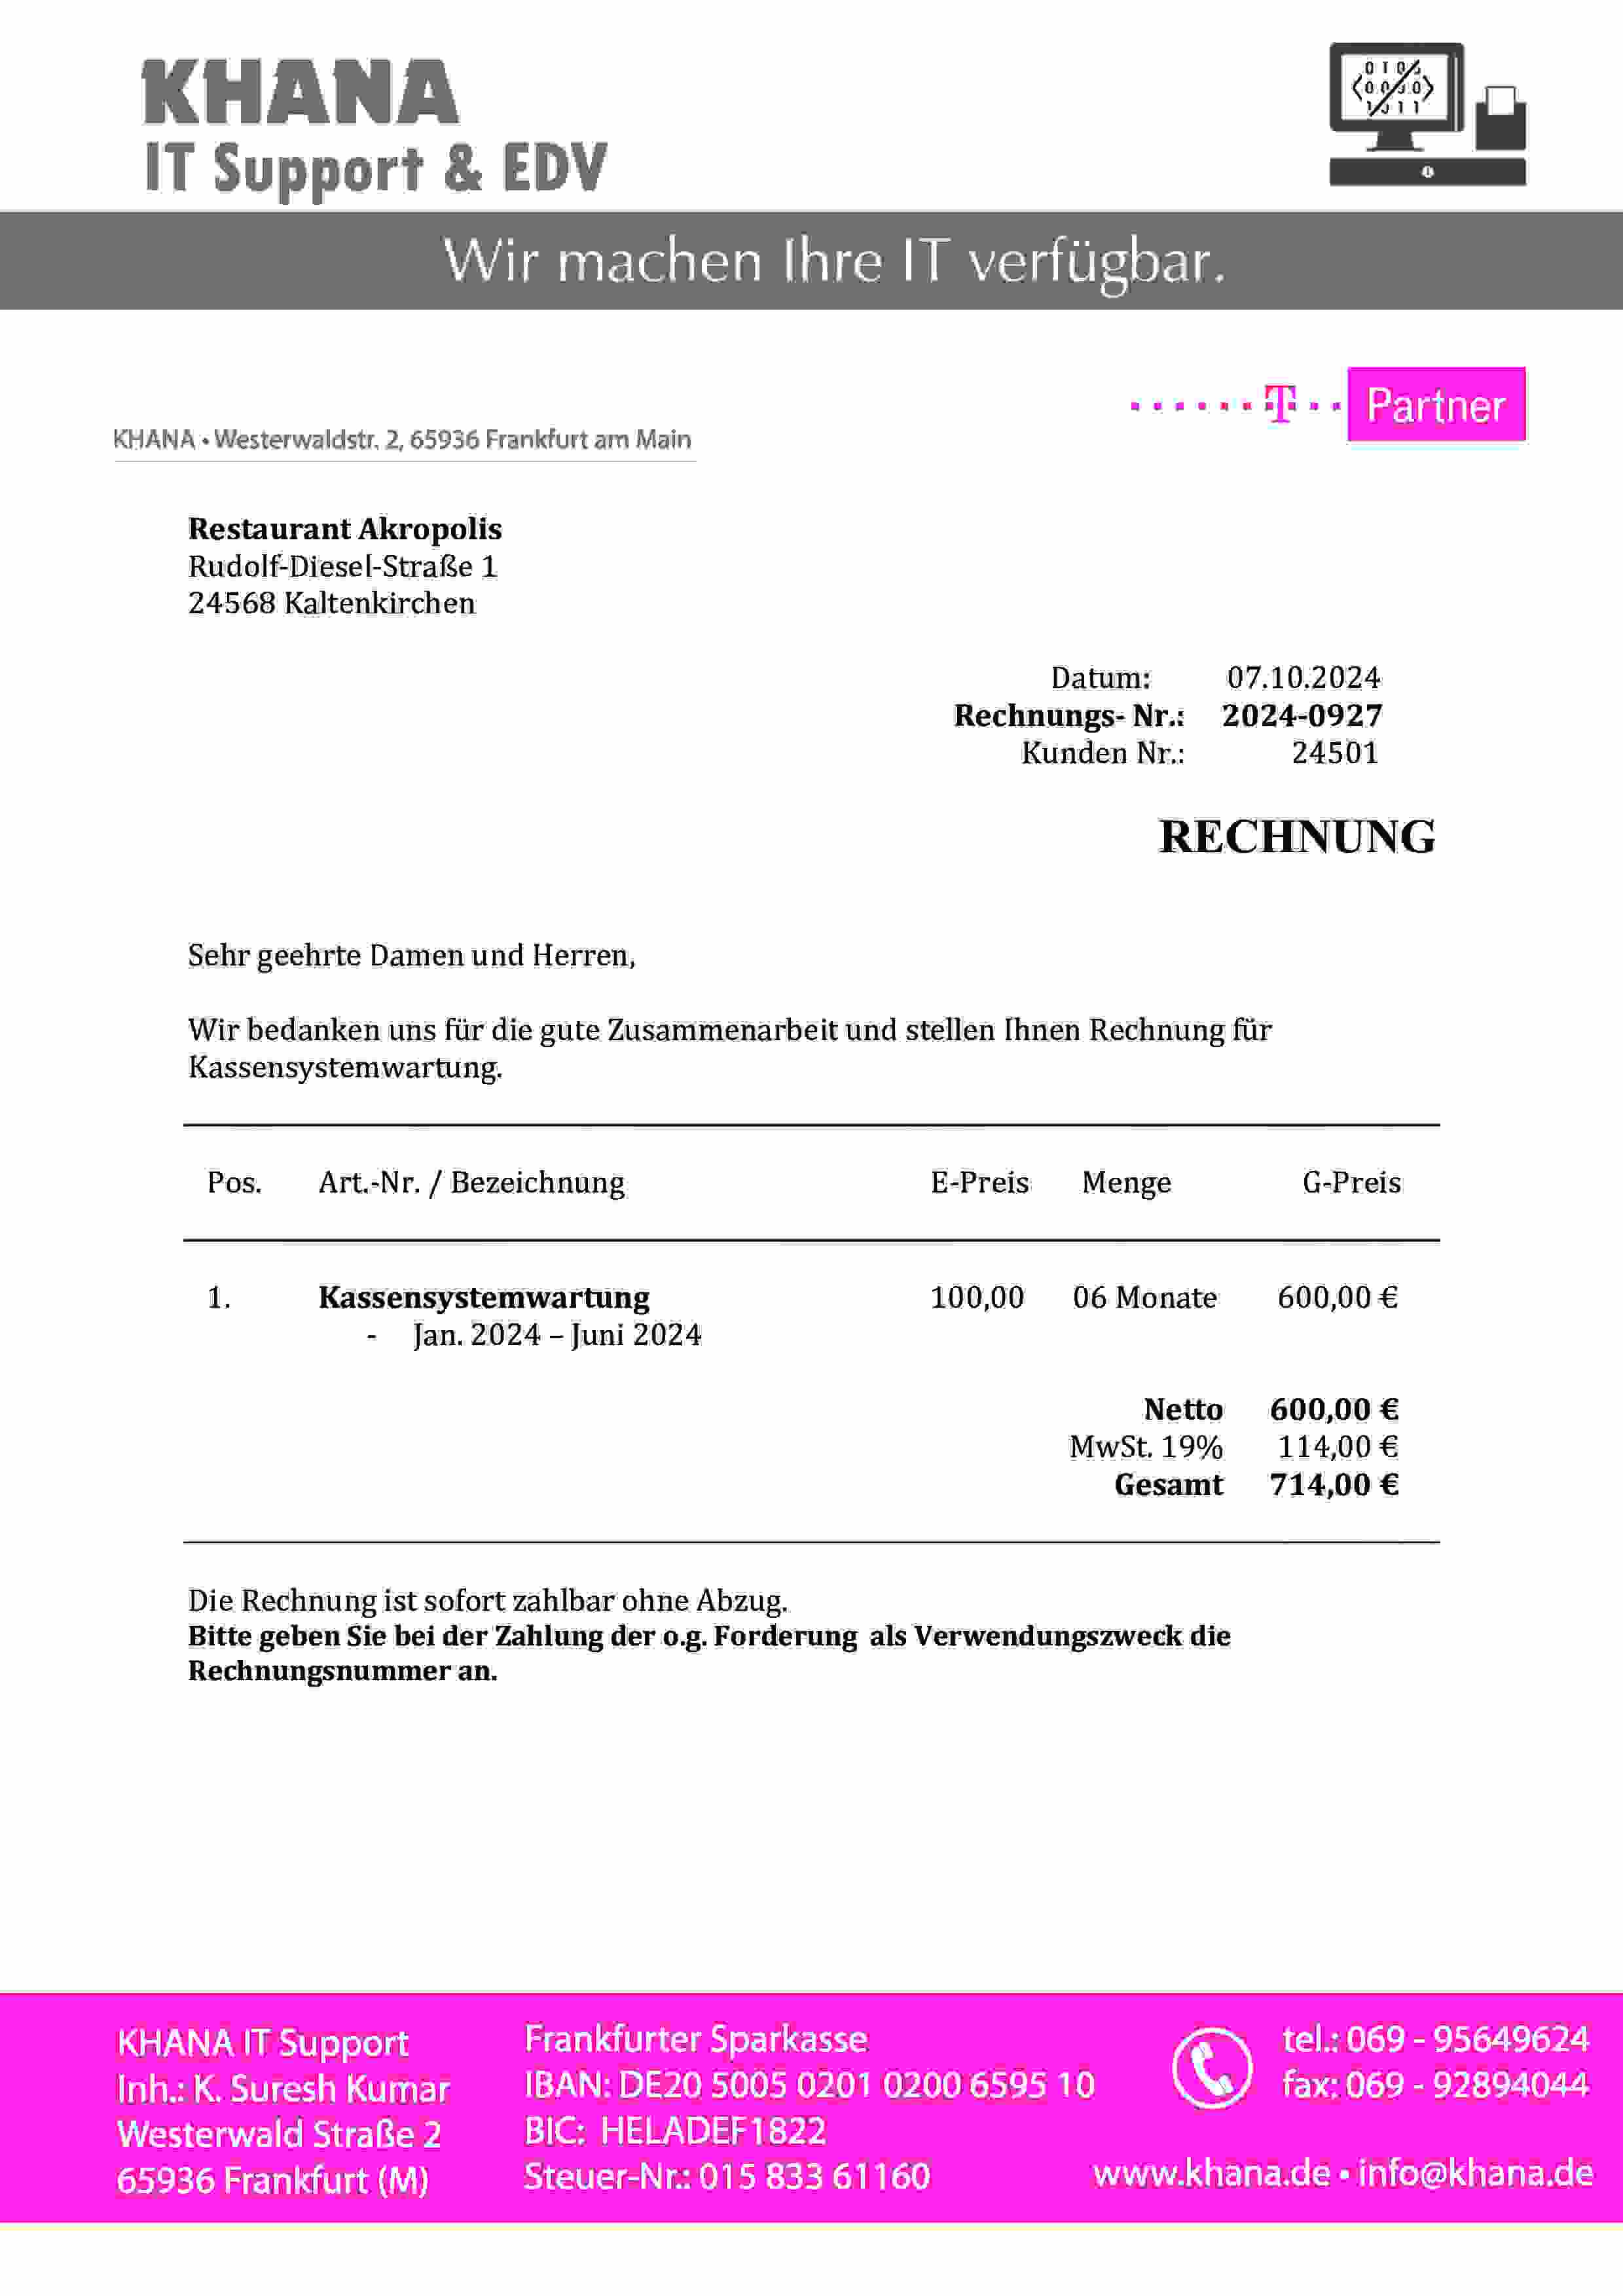 KHANA
IT Support & EDV
Wir machen Ihre IT verfügbar.
T Partner
KHANA • Westerwaldstr. 2, 65936 Frankfurt am Main
Restaurant Akropolis
Rudolf-Diesel-Straße 1
24568 Kaltenkirchen
Datum: 07.10.2024
Rechnungs- Nr.: 2024-0927
Kunden Nr.: 24501
RECHNUNG
Sehr geehrte Damen und Herren,
Wir bedanken uns für die gute Zusammenarbeit und stellen Ihnen Rechnung für
Kassensystemwartung.
Pos. Art.-Nr. / Bezeichnung E-Preis Menge G-Preis
1. Kassensystemwartung 100,00 06 Monate 600,00 €
- Jan. 2024 – Juni 2024
Netto 600,00 €
MwSt. 19% 114,00 €
Gesamt 714,00 €
Die Rechnung ist sofort zahlbar ohne Abzug.
Bitte geben Sie bei der Zahlung der o.g. Forderung als Verwendungszweck die
Rechnungsnummer an.
KHANA IT Support
Inh.: K. Suresh Kumar
Westerwald Straße 2
65936 Frankfurt (M)
Frankfurter Sparkasse
IBAN: DE20 5005 0201 0200 6595 10
BIC: HELADEF1822
Steuer-Nr.: 015 833 61160
tel.: 069 - 95649624
fax: 069 - 92894044
www.khana.de • info@khana.de